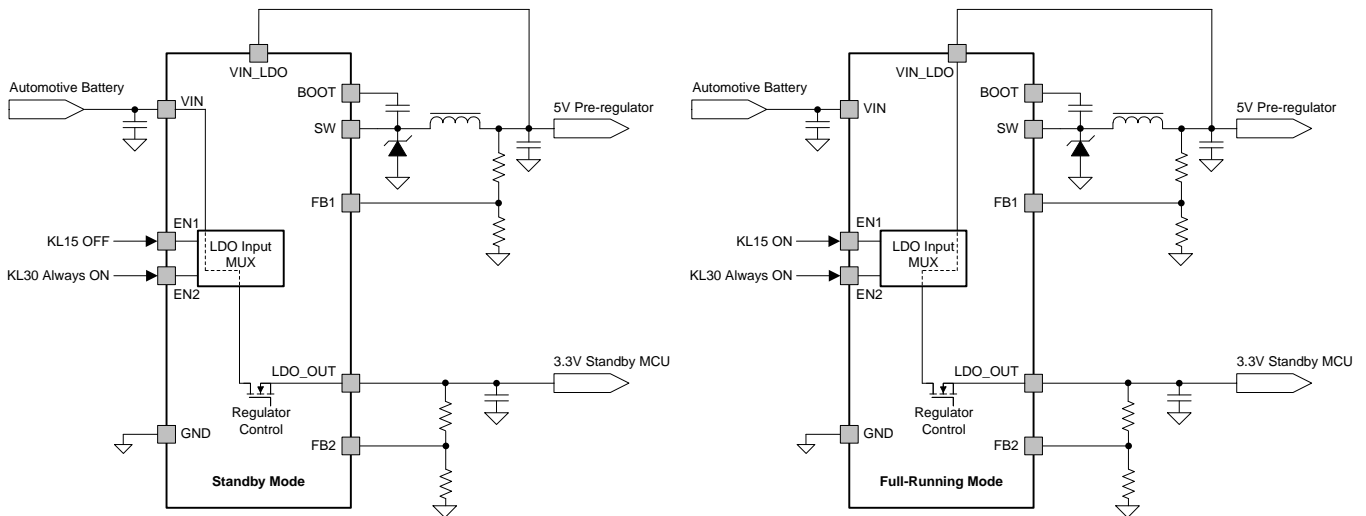 VIN_LDO
BOOT
Automotive Battery
VIN
5V Pre-regulator
SW
FB1
EN1
KL15 OFF
LDO Input
MUX
KL30 Always ON
EN2
3.3V Standby MCU
LDO_OUT
Regulator
Control
GND
FB2
Standby Mode
VIN_LDO
BOOT
Automotive Battery
VIN
5V Pre-regulator
SW
FB1
EN1
KL15 ON
LDO Input
MUX
KL30 Always ON
EN2
3.3V Standby MCU
LDO_OUT
Regulator
Control
GND
FB2
Full-Running Mode